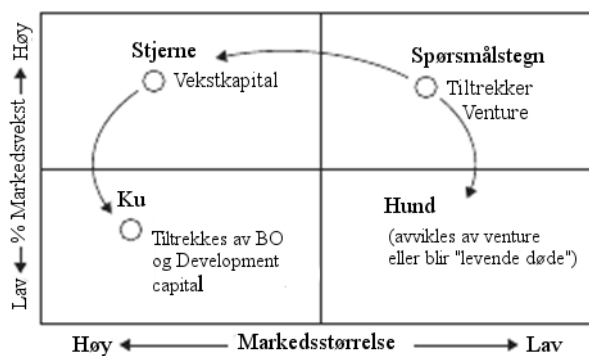 Stjerne
Vekstkapital
Spørsmålstegn
Tiltrekker
Venture
Ku
Tiltrekkes av BO
og Development
capital
Hund
(avvikles av venture
eller blir "levende døde")
Lav % Markedsvekst Høy
Høy Markedsstørrelse Lav